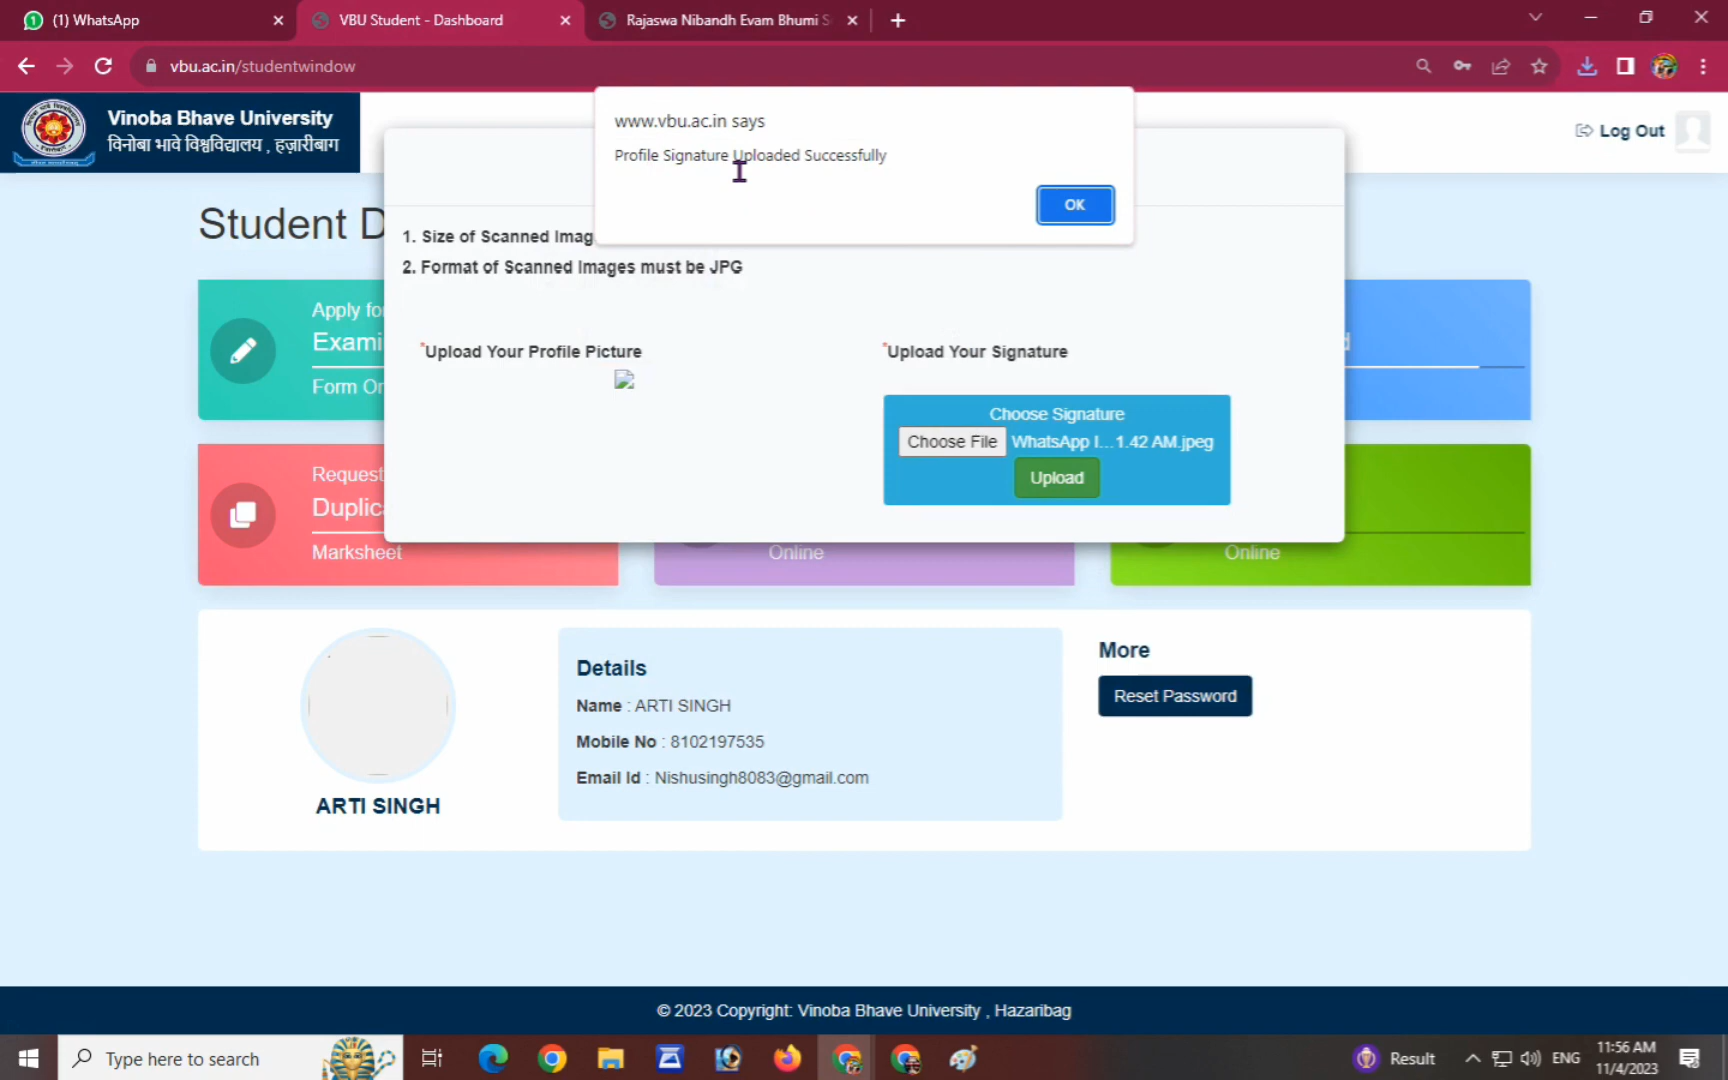 (1) WhatsApp
VBU Student - Dashboard
Rajaswa Nibandh Evam Bhumi S
vbu.ac.in/studentwindow
Vinoba Bhave University
विनोबा भावे विश्वविद्यालय , हज़ारीबाग
Log Out
www.vbu.ac.in says
Profile Signature Uploaded Successfully
OK
Student D
1. Size of Scanned Imag
2. Format of Scanned Images must be JPG
Apply for
Exami
Form On
*Upload Your Profile Picture
*Upload Your Signature
Choose Signature
Choose File WhatsApp I...1.42 AM.jpeg
Upload
Request
Duplic
Marksheet
Online
Online
Details
Name : ARTI SINGH
Mobile No : 8102197535
Email Id : Nishusingh8083@gmail.com
ARTI SINGH
More
Reset Password
© 2023 Copyright: Vinoba Bhave University , Hazaribag
Type here to search
Result
ENG
11:56 AM
11/4/2023